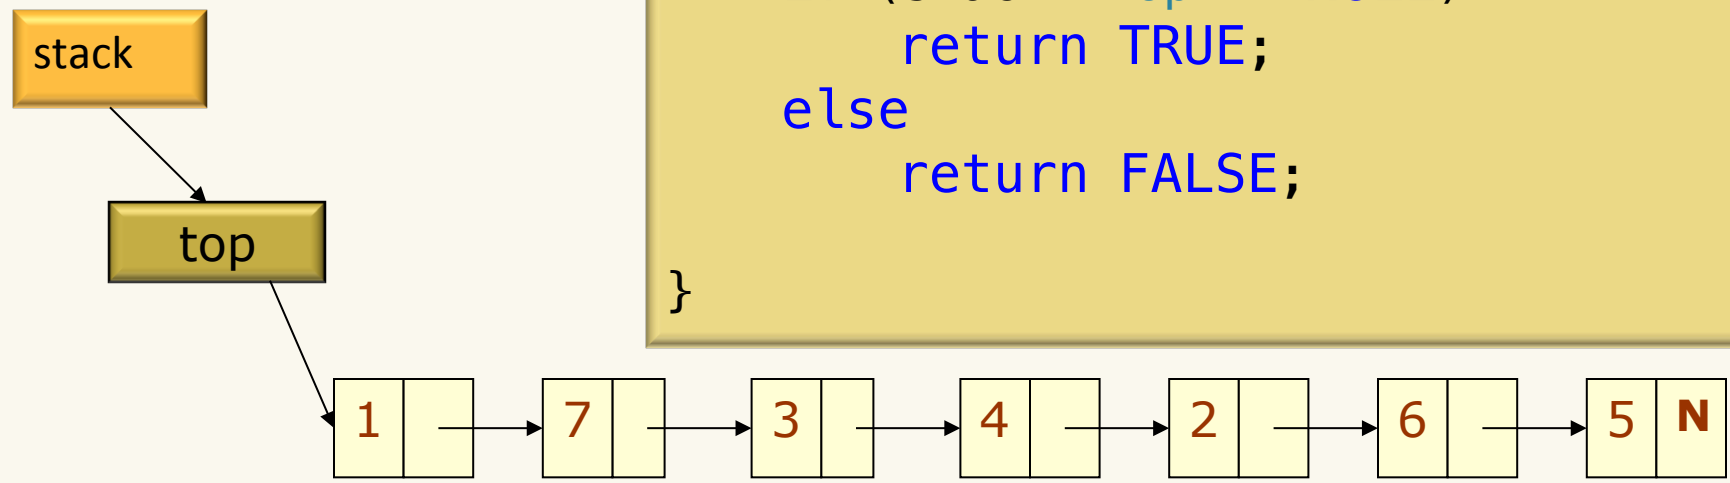 stack
return TRUE;
else
return FALSE;
top
}
1 7 3 4 2 6 5 N